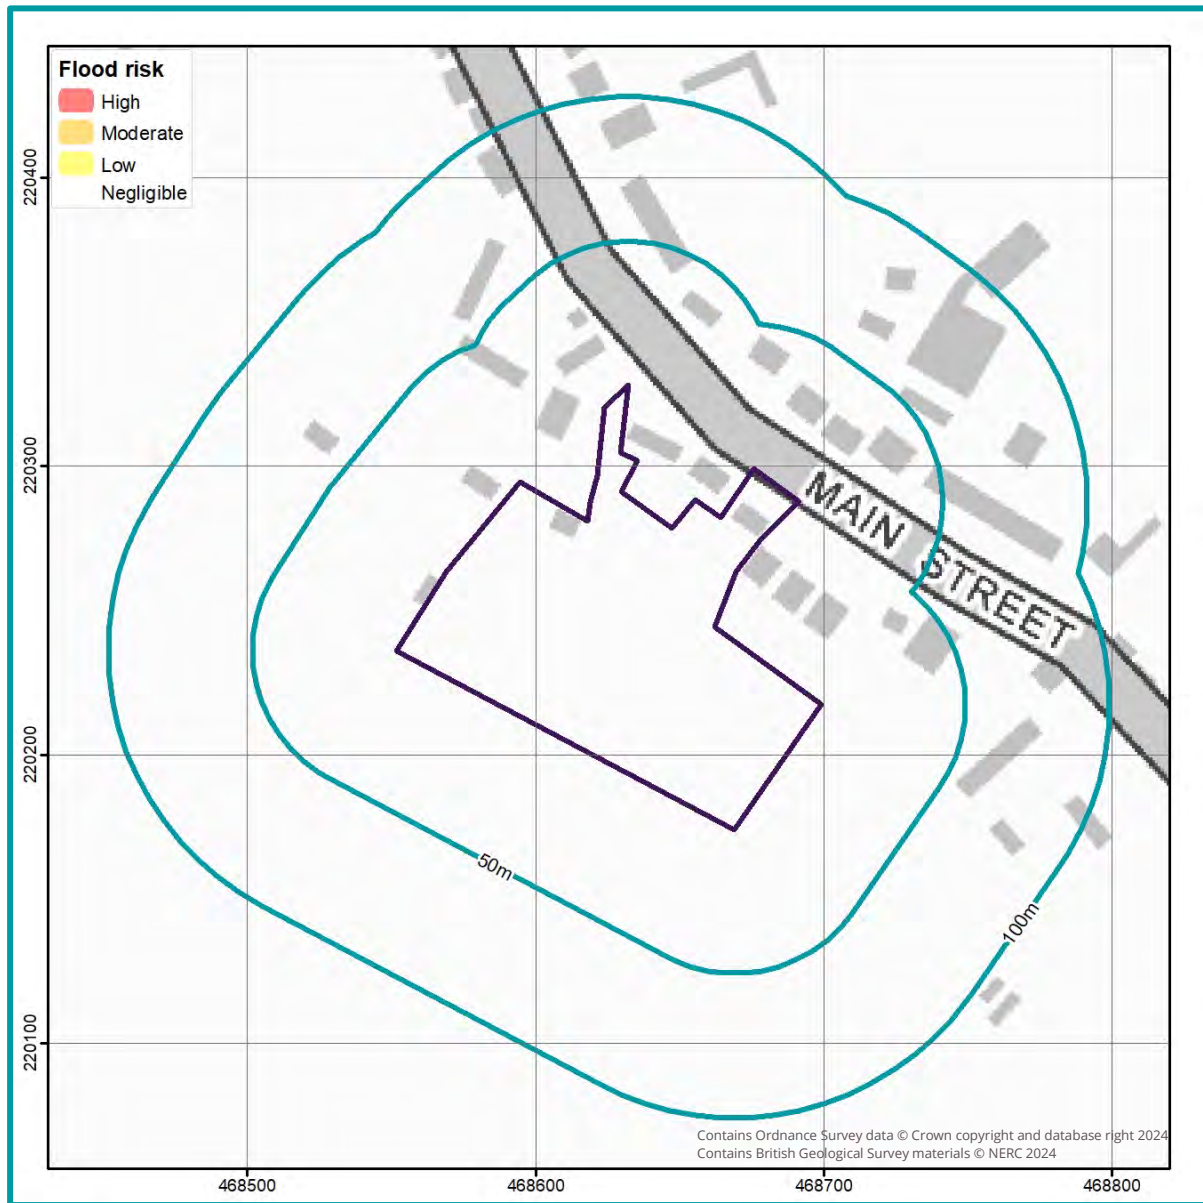 Flood risk
High
Moderate
Low
Negligible
220400
220300
220200
220100
MAIN STREET
50m
100m
Contains Ordnance Survey data © Crown copyright and database right 2024
Contains British Geological Survey materials © NERC 2024
468500
468600
468700
468800